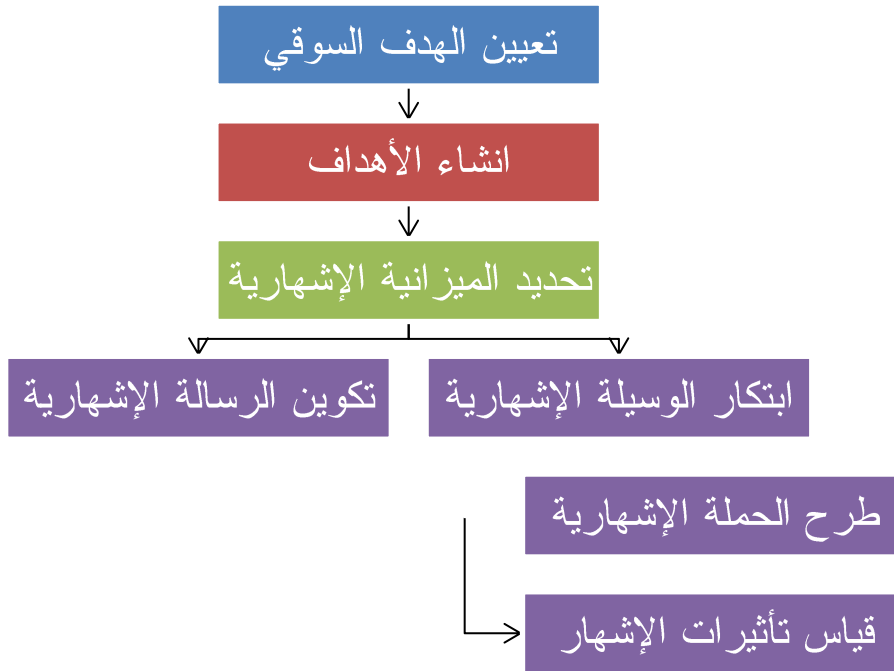 تعيين الهدف السوقي
انشاء الأهداف
تحديد الميزانية الإشهارية
ابتكار الوسيلة الإشهارية
تكوين الرسالة الإشهارية
طرح الحملة الإشهارية
قياس تأثيرات الإشهار